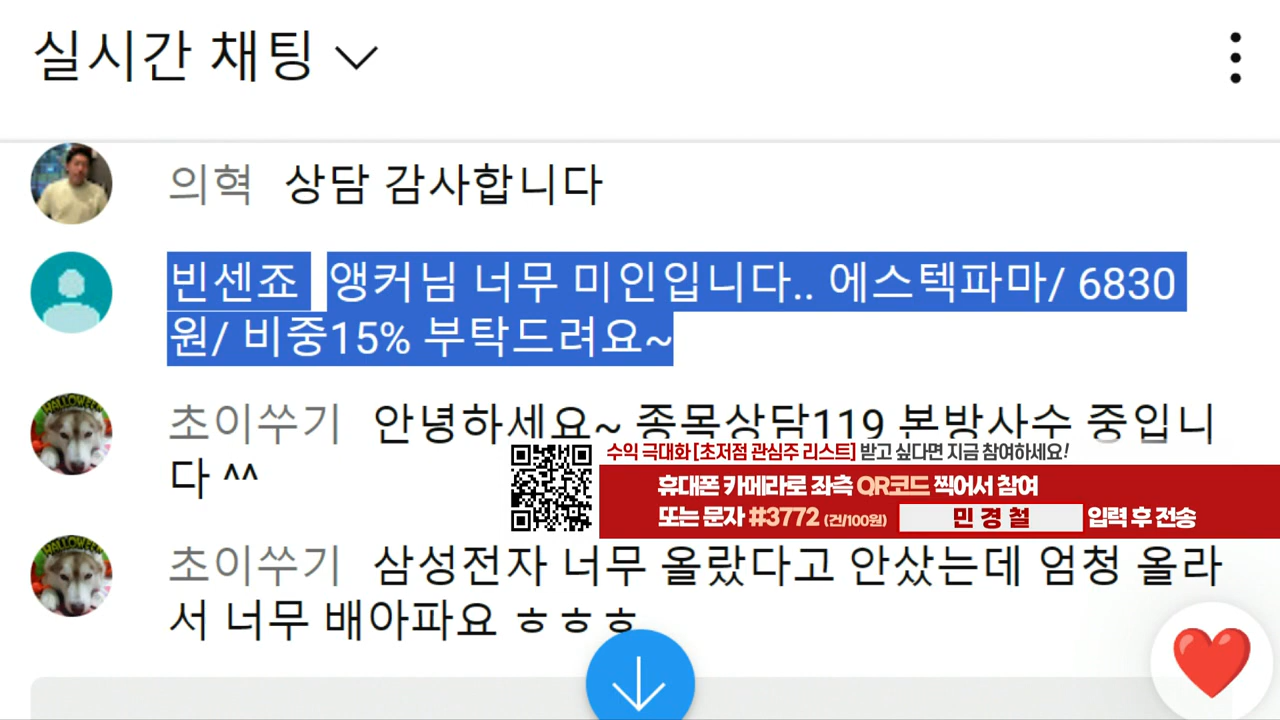 실시간 채팅
의혁 상담 감사합니다
빈센죠 앵커님 너무 미인입니다.. 에스텍파마/ 6830
원/ 비중15% 부탁드려요~
초이쑤기 안녕하세요~ 종목상담119 본방사수 중입니
다 ^^
수익 극대화 [초저점 관심주 리스트] 받고 싶다면 지금 참여하세요!
휴대폰 카메라로 좌측 QR코드 찍어서 참여
또는 문자 #3772 (건/100원) 민경철 입력 후 전송
초이쑤기 삼성전자 너무 올랐다고 안샀는데 엄청 올라
서 너무 배아파요 ㅎㅎㅎ
HALLOWEEN
HALLOWEEN